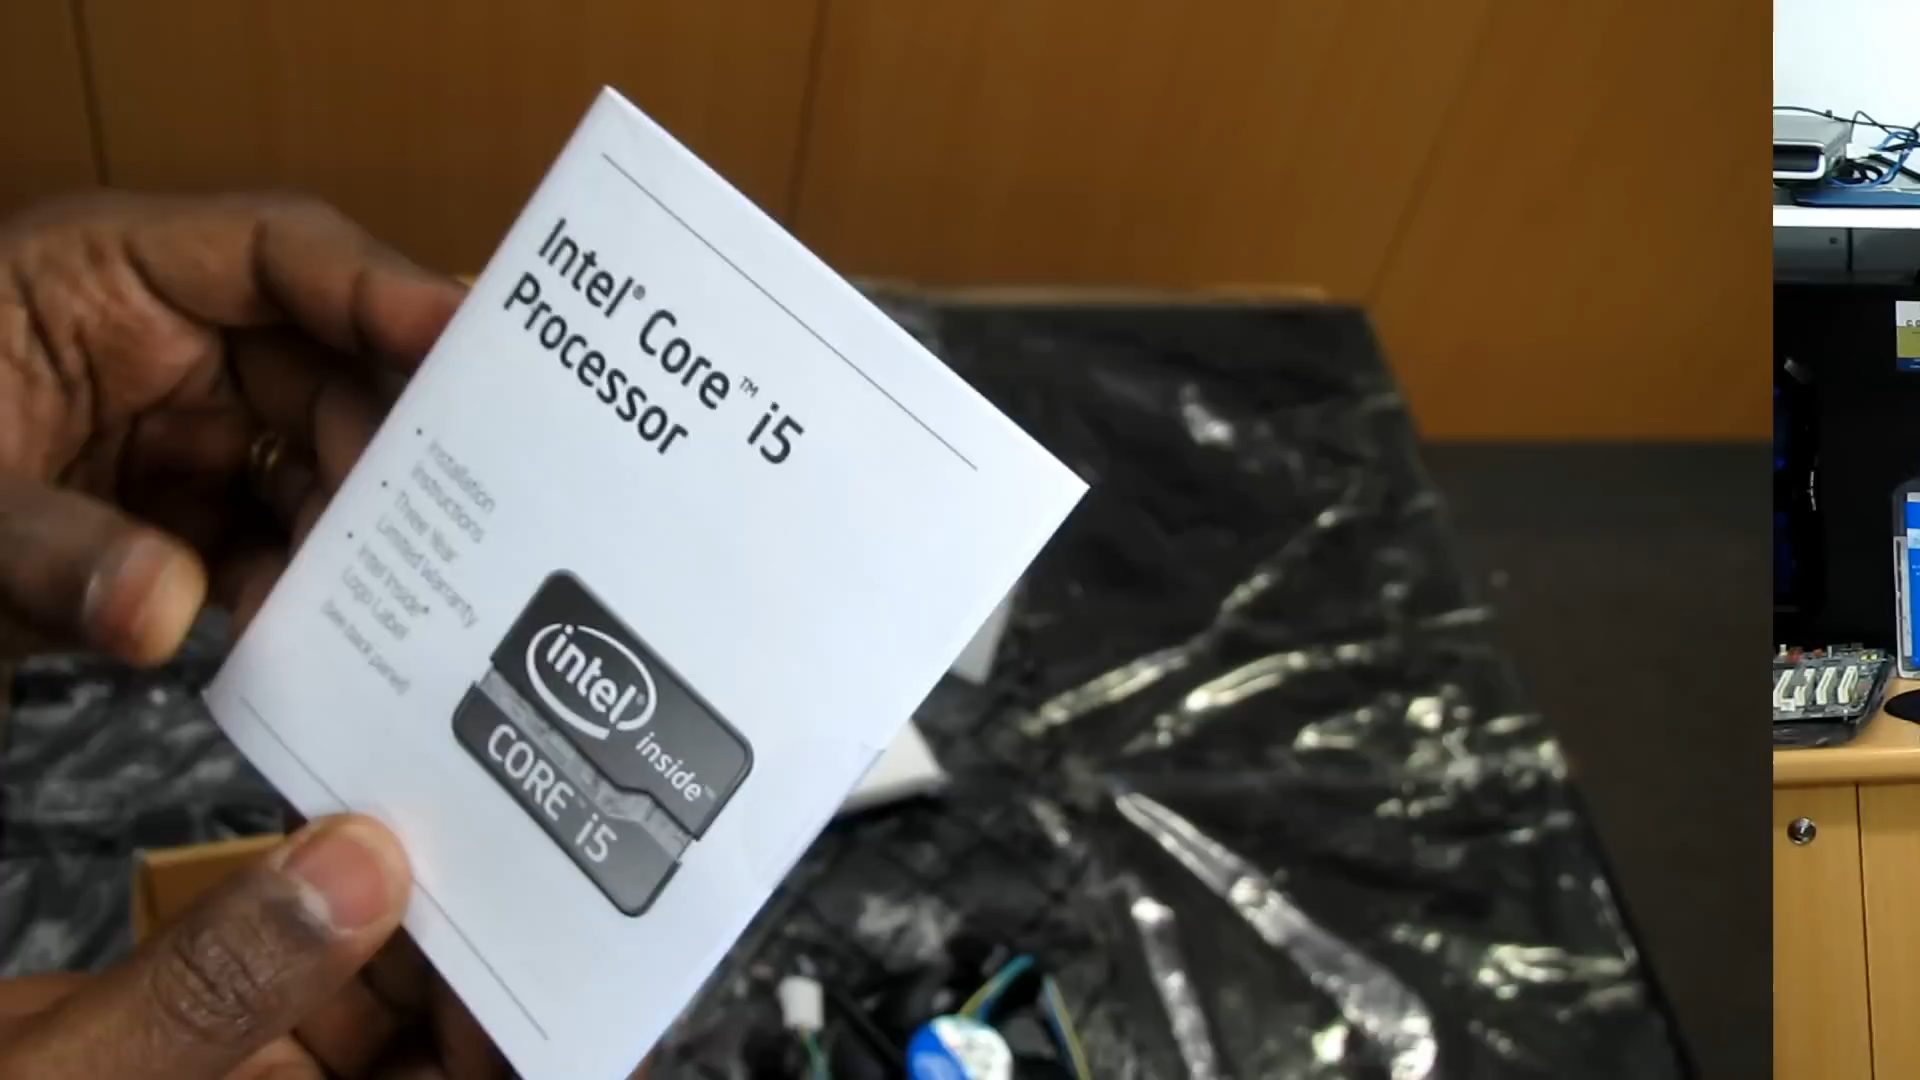 Intel® Core™ i5
Processor
• Installation
Instructions
• Three Year
Limited Warranty
• Intel Inside®
Logo Label
(see back panel)
intel®
inside™
CORE™ i5